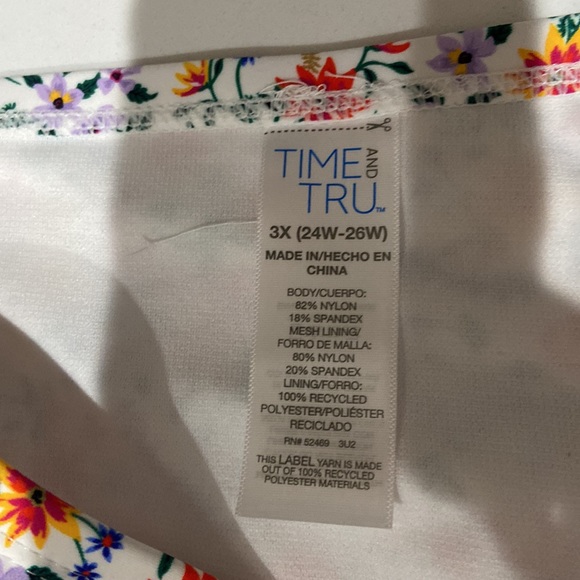 TIME AND
TRU™
3X (24W-26W)
MADE IN/HECHO EN
CHINA
BODY/CUERPO:
82% NYLON
18% SPANDEX
MESH LINING/
FORRO DE MALLA:
80% NYLON
20% SPANDEX
LINING/FORRO:
100% RECYCLED
POLYESTER/POLIÉSTER
RECICLADO
RN# 52469 3U2
THIS LABEL YARN IS MADE
OUT OF 100% RECYCLED
POLYESTER MATERIALS